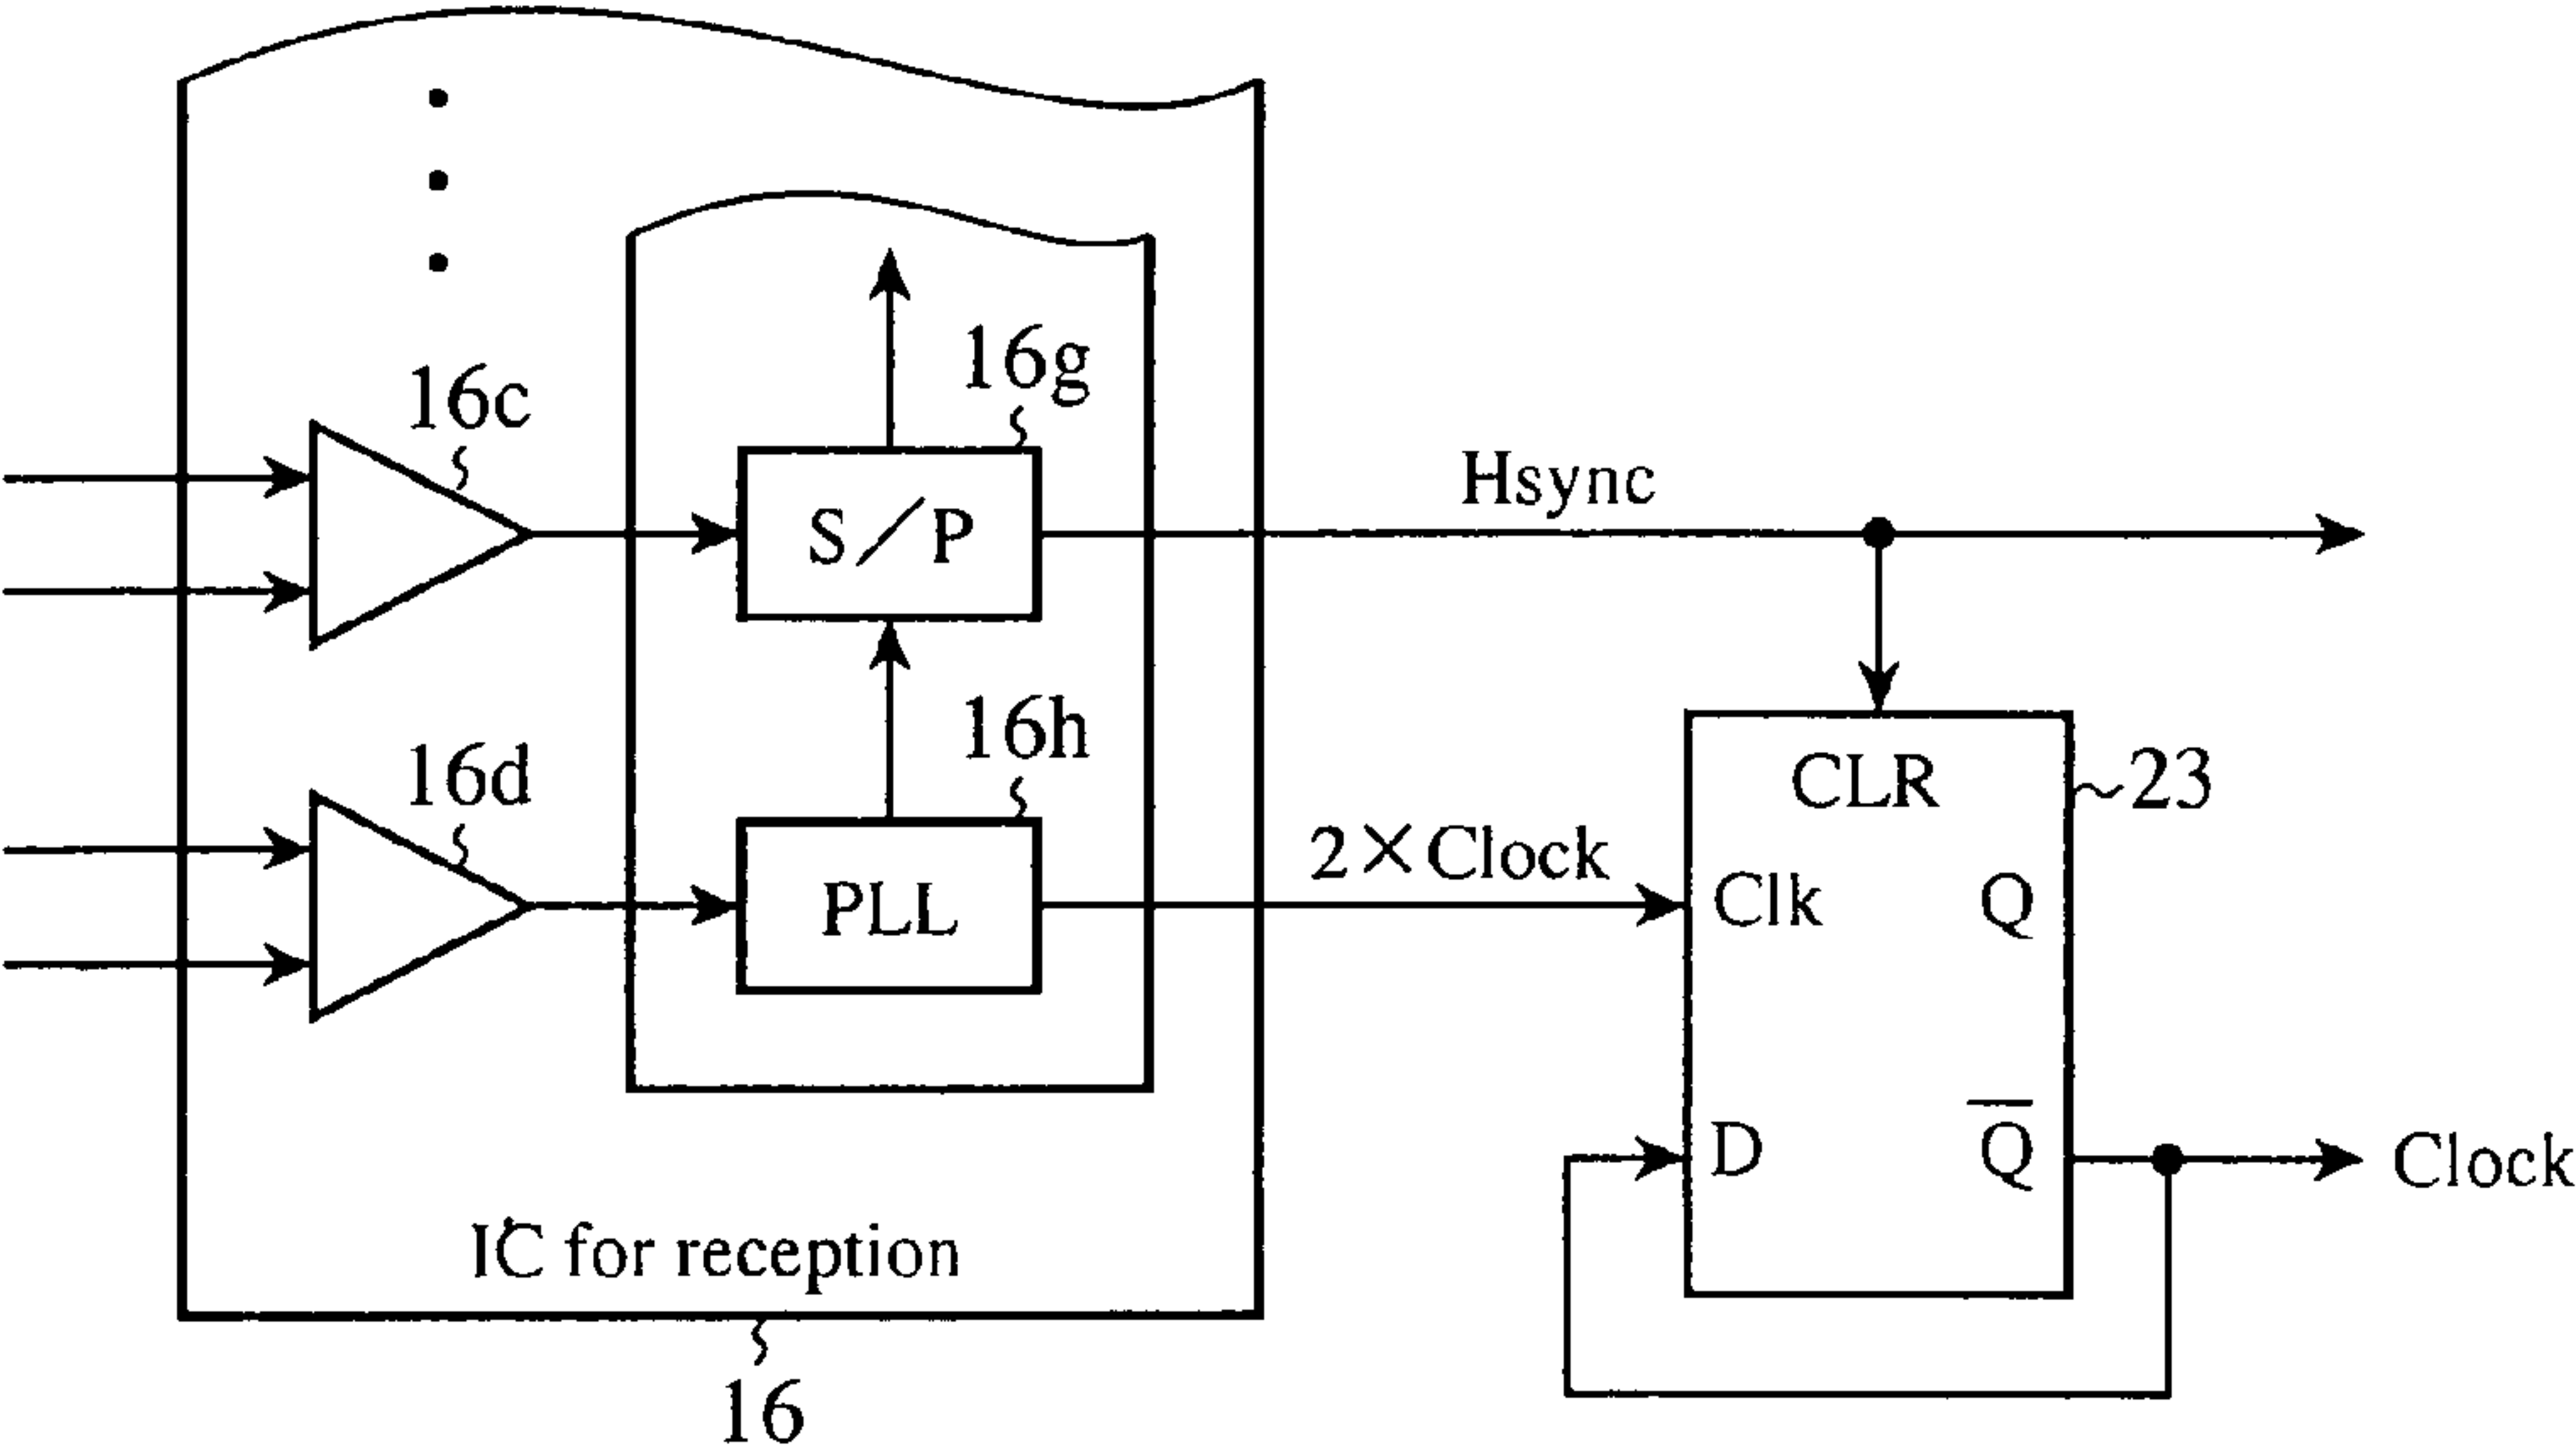 16g
16c
Hsync
S/P
16h
16d
CLR
23
2×Clock
Clk
Q
PLL
D
Q̅
Clock
IC for reception
16